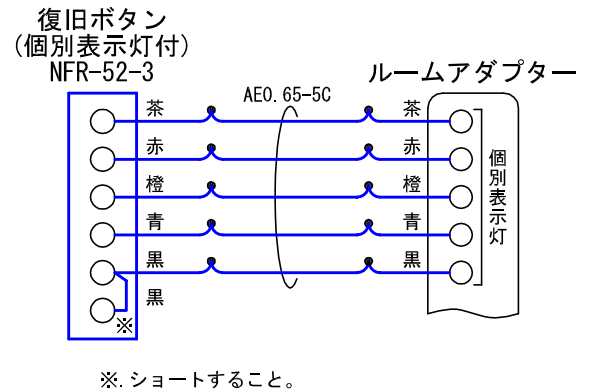 復旧ボタン
(個別表示灯付)
NFR-52-3
ルームアダプター
AE0.65-5C
茶 茶
赤 赤
橙 橙
青 青
黒 黒
黒
個別表示灯
※
※.ショートすること。